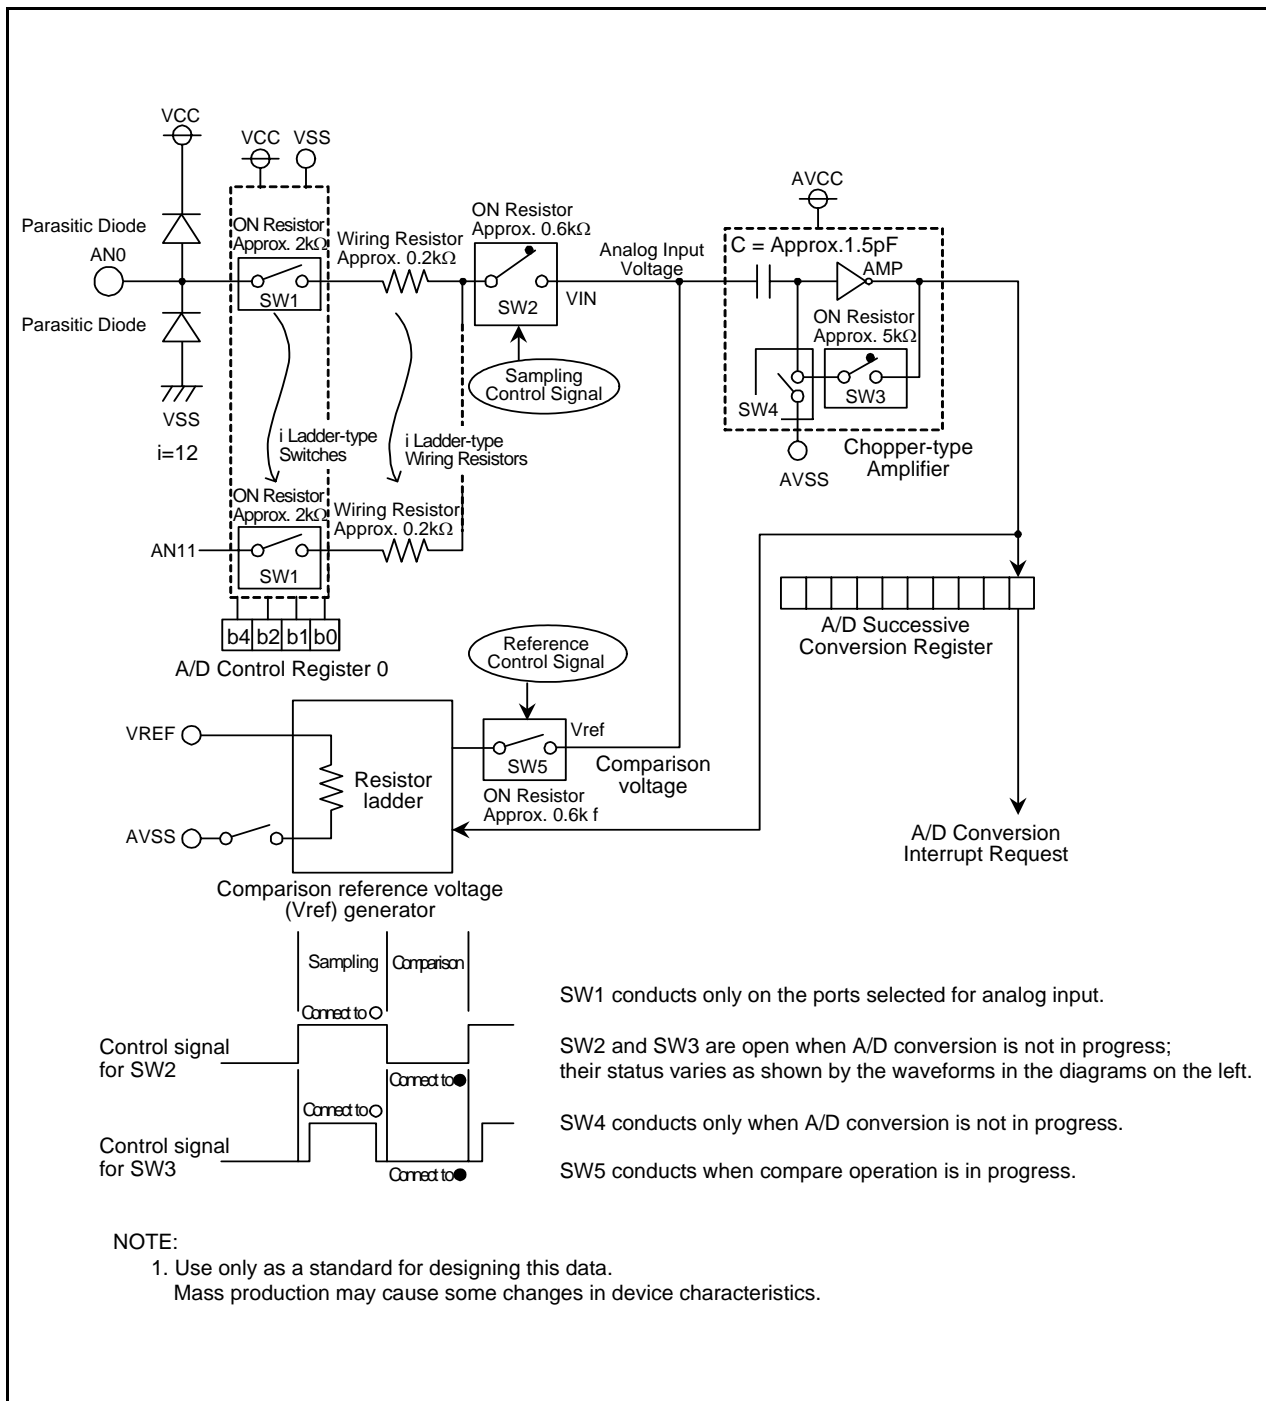 VCC
VCC VSS
AVCC
Parasitic Diode
AN0
Parasitic Diode
VSS
i=12
ON Resistor
Approx. 2kΩ
SW1
Wiring Resistor
Approx. 0.2kΩ
ON Resistor
Approx. 0.6kΩ
SW2
VIN
Analog Input
Voltage
Sampling
Control Signal
C = Approx.1.5pF
AMP
ON Resistor
Approx. 5kΩ
SW3
SW4
AVSS
Chopper-type
Amplifier
i Ladder-type
Switches
i Ladder-type
Wiring Resistors
ON Resistor
Approx. 2kΩ
Wiring Resistor
Approx. 0.2kΩ
AN11
SW1
b4 b2 b1 b0
A/D Control Register 0
A/D Successive
Conversion Register
Reference
Control Signal
VREF
AVSS
Resistor
ladder
Vref
SW5
Comparison
voltage
ON Resistor
Approx. 0.6k f
A/D Conversion
Interrupt Request
Comparison reference voltage
(Vref) generator
Sampling Comparison
Connect to
Control signal
for SW2
Connect to
Connect to
Control signal
for SW3
Connect to
SW1 conducts only on the ports selected for analog input.
SW2 and SW3 are open when A/D conversion is not in progress;
their status varies as shown by the waveforms in the diagrams on the left.
SW4 conducts only when A/D conversion is not in progress.
SW5 conducts when compare operation is in progress.
NOTE:
1. Use only as a standard for designing this data.
Mass production may cause some changes in device characteristics.